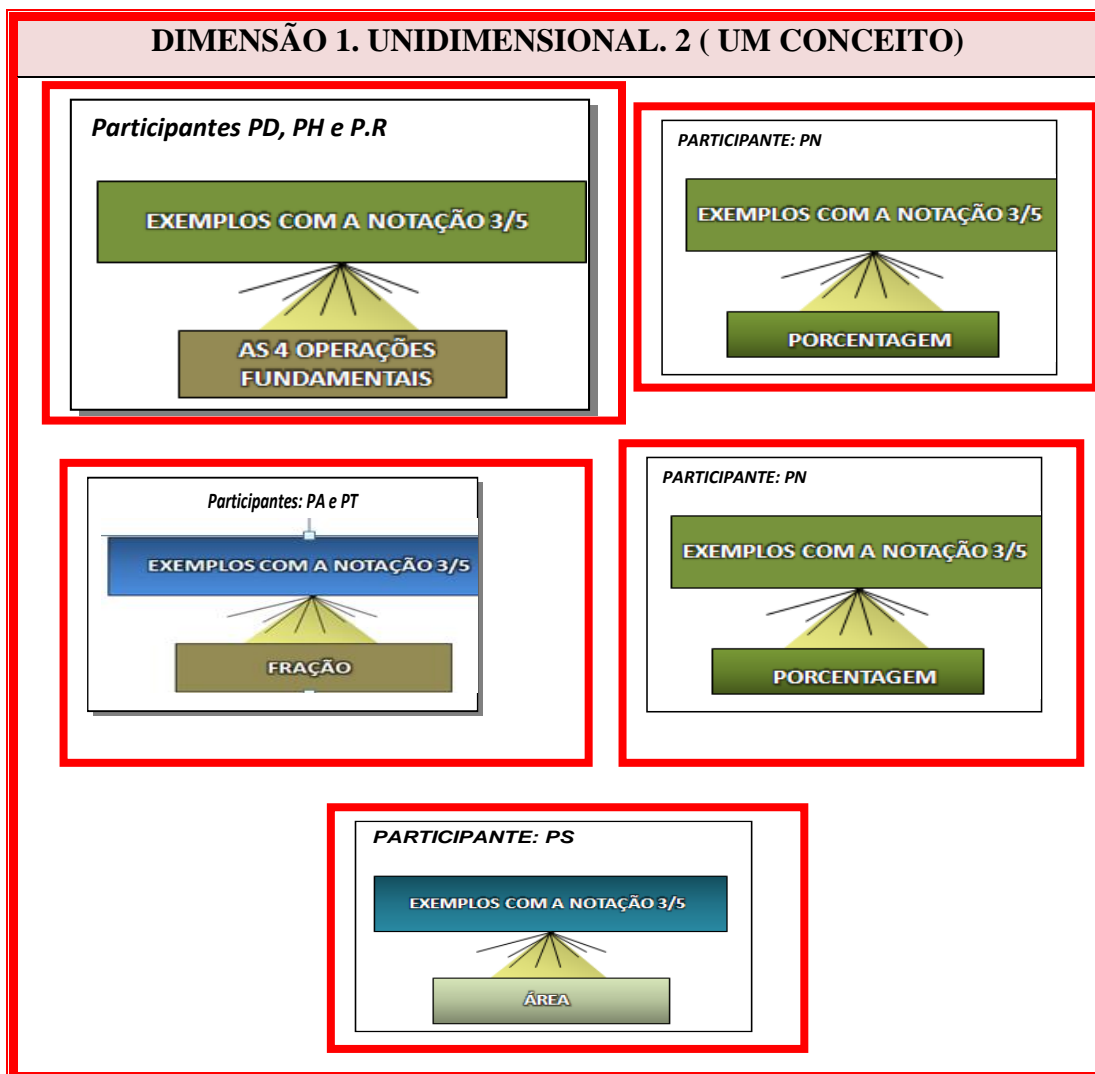 DIMENSÃO 1. UNIDIMENSIONAL. 2 ( UM CONCEITO)
Participantes PD, PH e P.R
EXEMPLOS COM A NOTAÇÃO 3/5
AS 4 OPERAÇÕES
FUNDAMENTAIS
PARTICIPANTE: PN
EXEMPLOS COM A NOTAÇÃO 3/5
PORCENTAGEM
Participantes: PA e PT
EXEMPLOS COM A NOTAÇÃO 3/5
FRAÇÃO
PARTICIPANTE: PN
EXEMPLOS COM A NOTAÇÃO 3/5
PORCENTAGEM
PARTICIPANTE: PS
EXEMPLOS COM A NOTAÇÃO 3/5
ÁREA